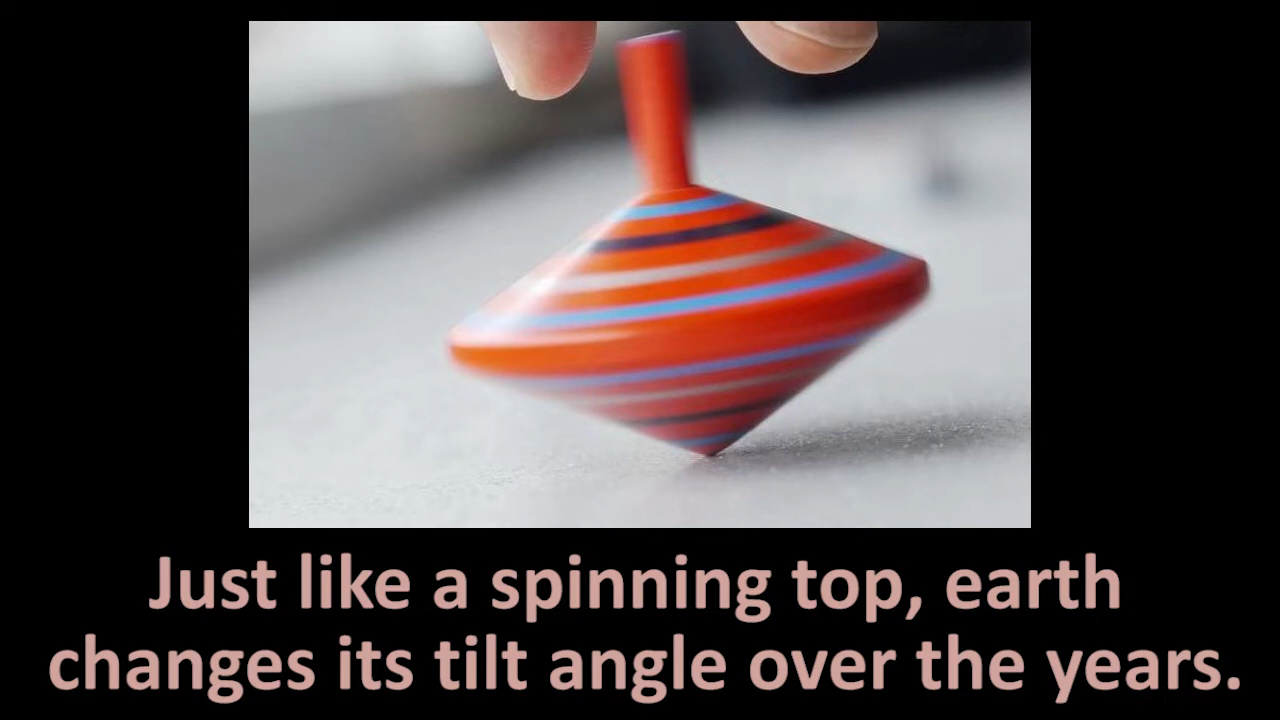 Just like a spinning top, earth
changes its tilt angle over the years.